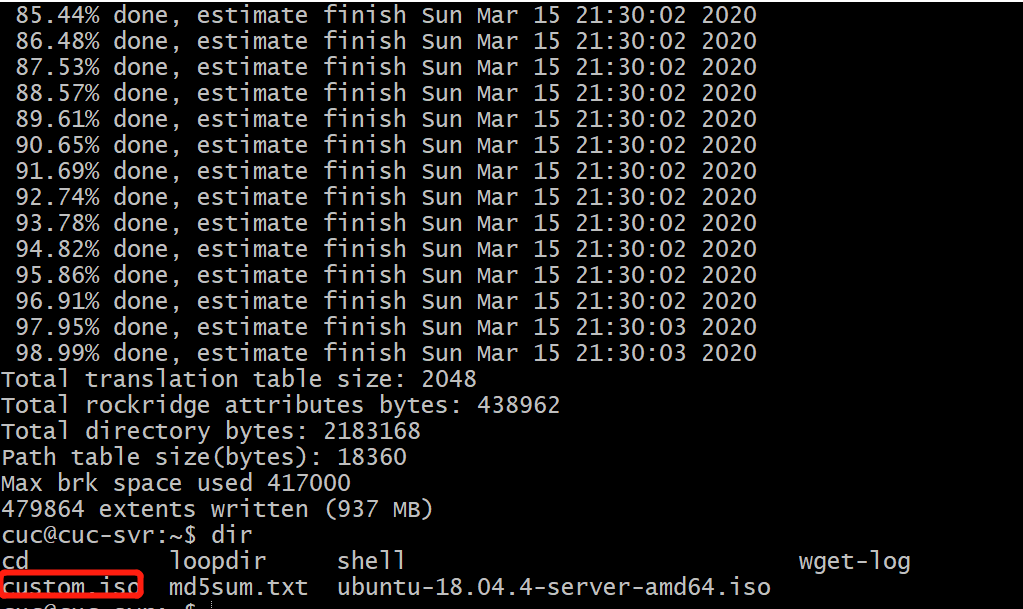 85.44% done, estimate finish Sun Mar 15 21:30:02 2020
86.48% done, estimate finish Sun Mar 15 21:30:02 2020
87.53% done, estimate finish Sun Mar 15 21:30:02 2020
88.57% done, estimate finish Sun Mar 15 21:30:02 2020
89.61% done, estimate finish Sun Mar 15 21:30:02 2020
90.65% done, estimate finish Sun Mar 15 21:30:02 2020
91.69% done, estimate finish Sun Mar 15 21:30:02 2020
92.74% done, estimate finish Sun Mar 15 21:30:02 2020
93.78% done, estimate finish Sun Mar 15 21:30:02 2020
94.82% done, estimate finish Sun Mar 15 21:30:02 2020
95.86% done, estimate finish Sun Mar 15 21:30:02 2020
96.91% done, estimate finish Sun Mar 15 21:30:02 2020
97.95% done, estimate finish Sun Mar 15 21:30:03 2020
98.99% done, estimate finish Sun Mar 15 21:30:03 2020
Total translation table size: 2048
Total rockridge attributes bytes: 438962
Total directory bytes: 2183168
Path table size(bytes): 18360
Max brk space used 417000
479864 extents written (937 MB)
cuc@cuc-svr:~$ dir
cd loopdir shell wget-log
custom.iso md5sum.txt ubuntu-18.04.4-server-amd64.iso